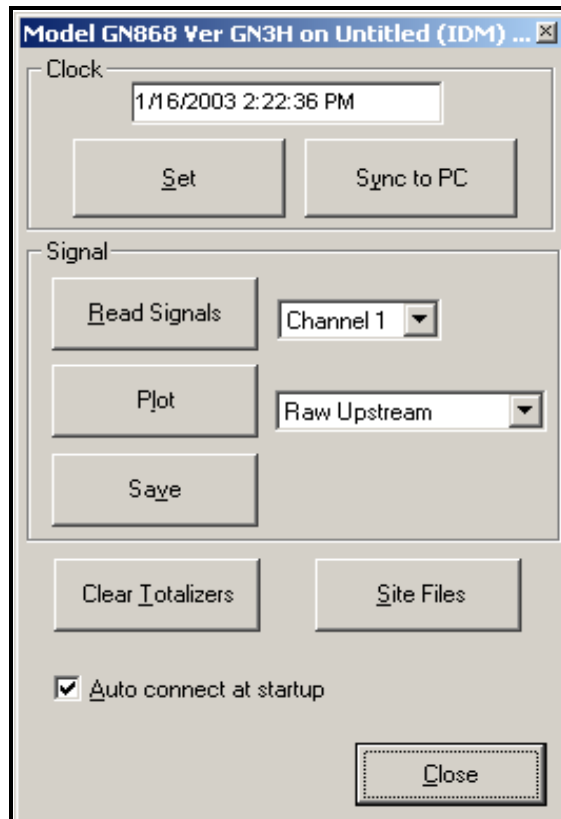 Model GN868 Ver GN3H on Untitled (IDM) ...
Clock
1/16/2003 2:22:36 PM
Set
Sync to PC
Signal
Read Signals
Channel 1
Plot
Raw Upstream
Save
Clear Totalizers
Site Files
Auto connect at startup
Close